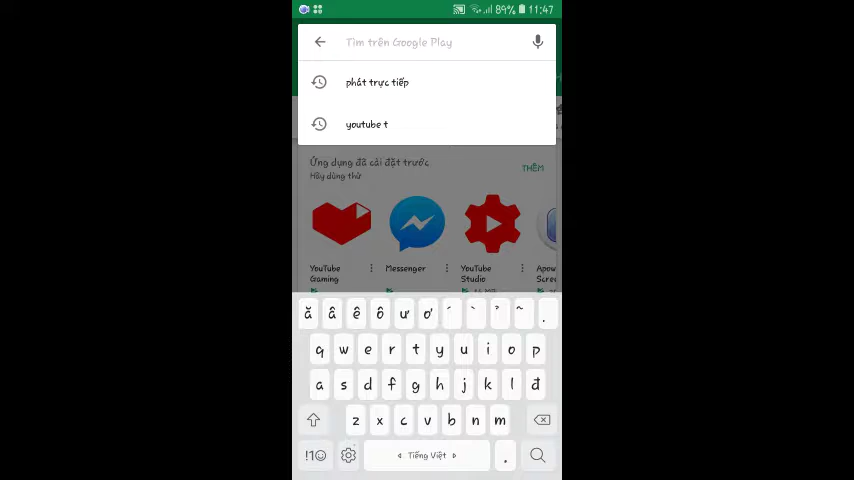 89% 11:47
Tìm trên Google Play
phát trực tiếp
youtube t
Ứng dụng đã cài đặt trước
Hãy dùng thử
THÊM
YouTube Gaming
Messenger
YouTube Studio
Apow
Scree
ă â ê ô ư ơ ´ ` ̉ ~ .
q w e r t y u i o p
a s d f g h j k l đ
z x c v b n m
!1☺ < Tiếng Việt > .